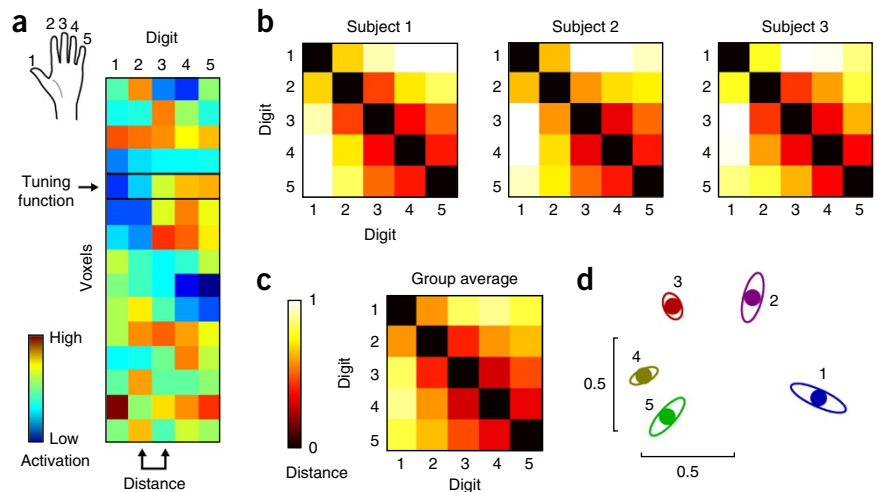 a
2 3 4
1 5
Digit
1 2 3 4 5
Tuning
function
Voxels
High
Low
Activation
Distance
b
Subject 1
Subject 2
Subject 3
Digit
1
2
3
4
5
1 2 3 4 5
Digit
1
2
3
4
5
1 2 3 4 5
1
2
3
4
5
1 2 3 4 5
c
Group average
1
0
Distance
Digit
1
2
3
4
5
1 2 3 4 5
Digit
d
3
2
4
1
5
0.5
0.5